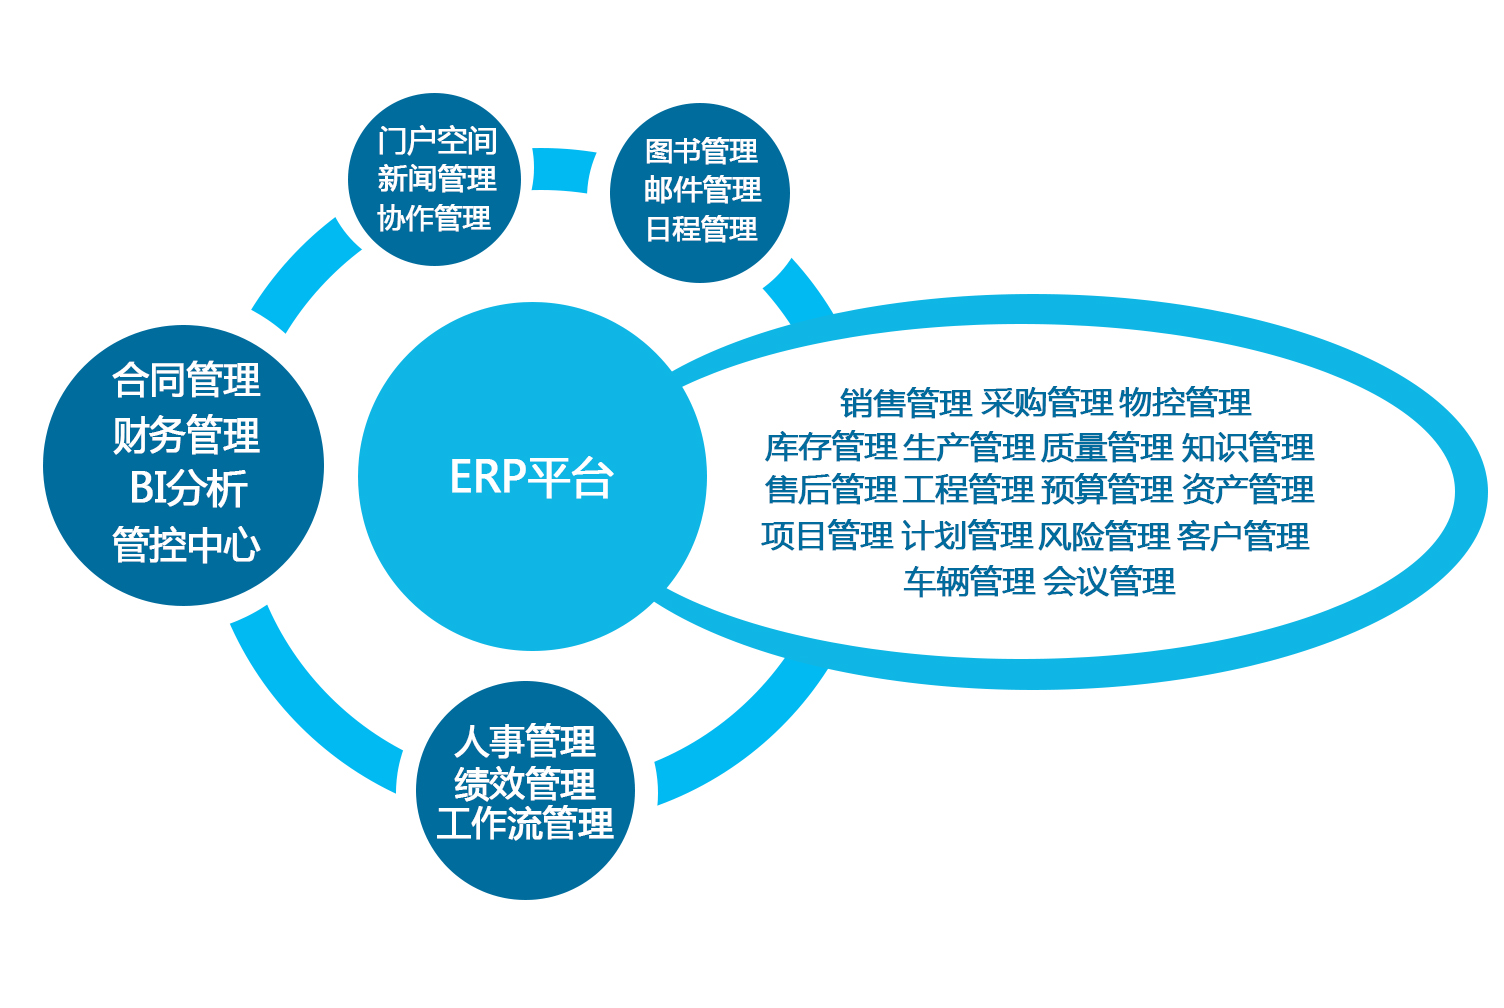 门户空间
新闻管理
协作管理
图书管理
邮件管理
日程管理
合同管理
财务管理
BI分析
管控中心
ERP平台
销售管理 采购管理 物控管理
库存管理 生产管理 质量管理 知识管理
售后管理 工程管理 预算管理 资产管理
项目管理 计划管理 风险管理 客户管理
车辆管理 会议管理
人事管理
绩效管理
工作流管理